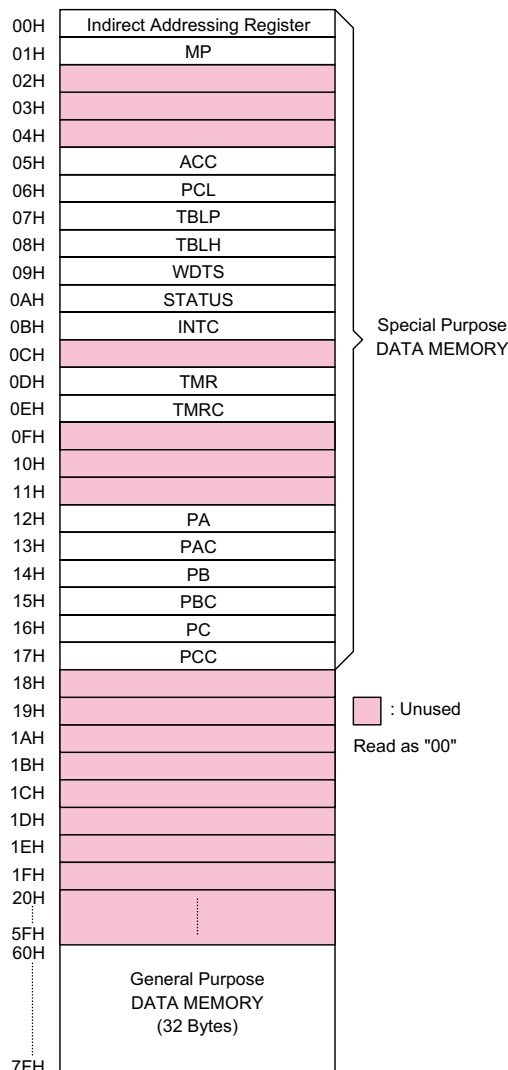 00H Indirect Addressing Register
01H MP
02H
03H
04H
05H ACC
06H PCL
07H TBLP
08H TBLH
09H WDTS
0AH STATUS
0BH INTC
0CH
0DH TMR
0EH TMRC
0FH
10H
11H
12H PA
13H PAC
14H PB
15H PBC
16H PC
17H PCC
18H
19H
1AH
1BH
1CH
1DH
1EH
1FH
20H
5FH
60H
General Purpose
DATA MEMORY
(32 Bytes)
7FH
Special Purpose
DATA MEMORY
: Unused
Read as "00"